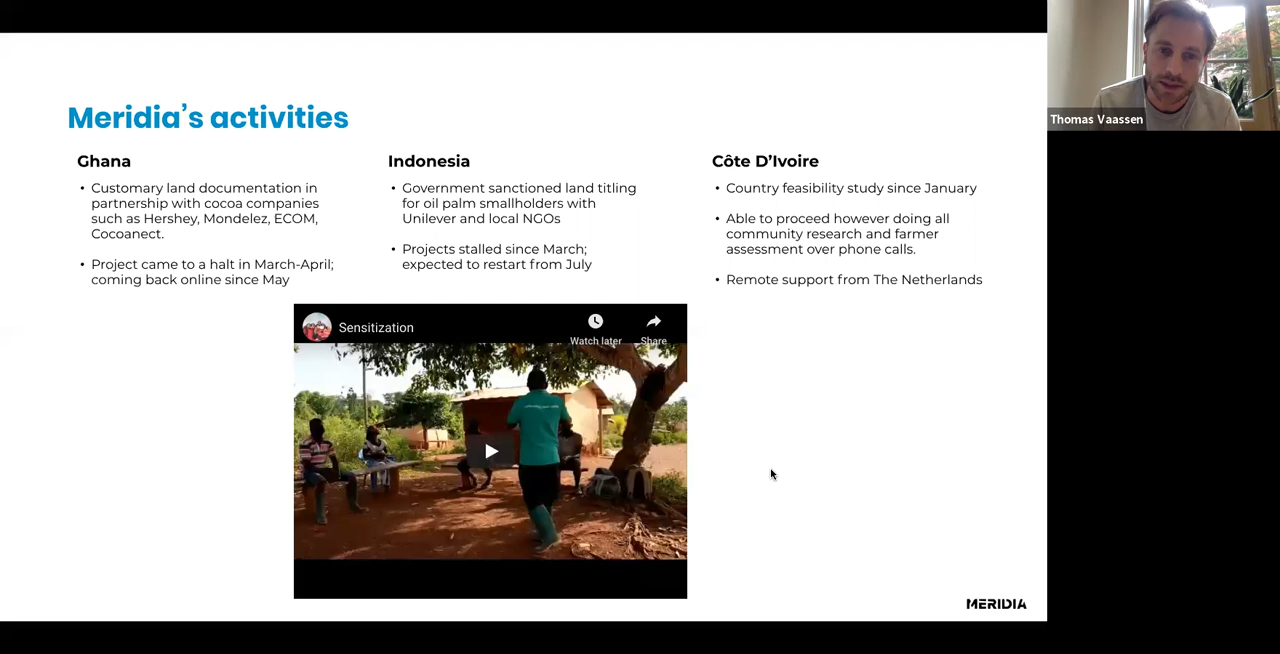 Meridia's activities
Ghana
• Customary land documentation in
partnership with cocoa companies
such as Hershey, Mondelez, ECOM,
Cocoanect.
• Project came to a halt in March-April;
coming back online since May
Indonesia
• Government sanctioned land titling
for oil palm smallholders with
Unilever and local NGOs
• Projects stalled since March;
expected to restart from July
Côte D'Ivoire
• Country feasibility study since January
• Able to proceed however doing all
community research and farmer
assessment over phone calls.
• Remote support from The Netherlands
Sensitization
Watch later
Share
MERIDIA
Thomas Vaassen